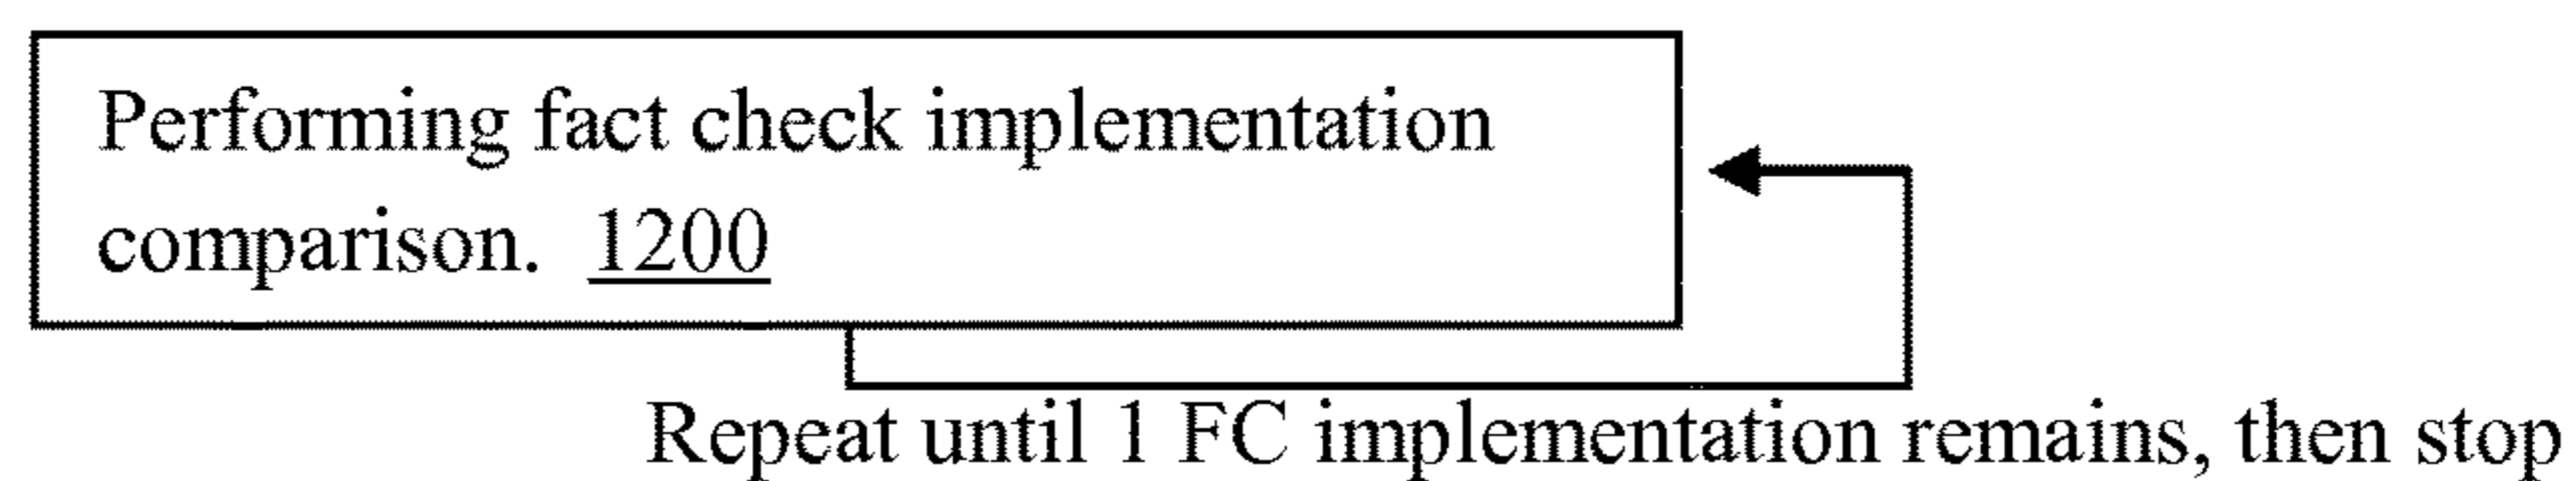 Performing fact check implementation
comparison. 1200
Repeat until 1 FC implementation remains, then stop